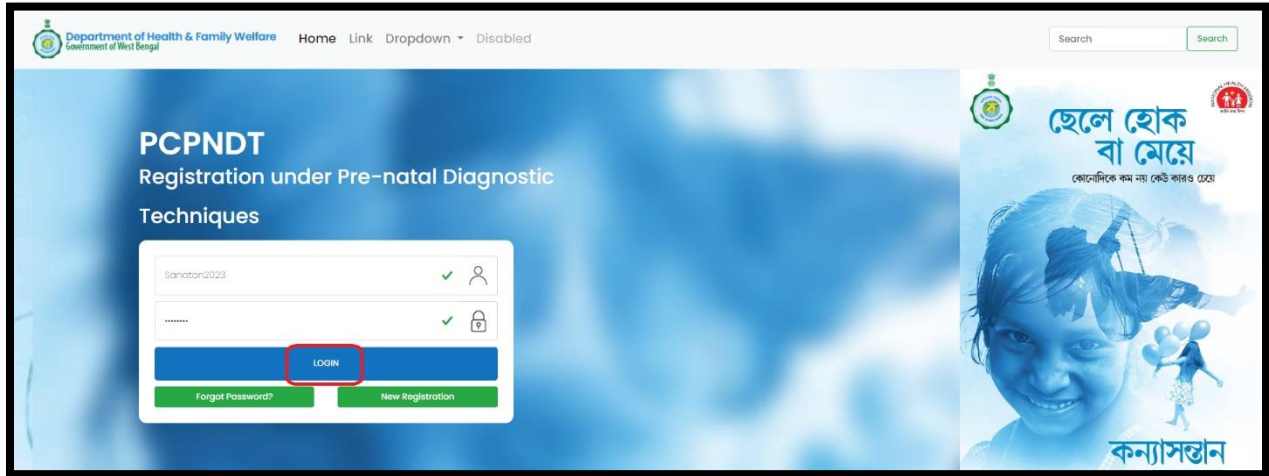 Department of Health & Family Welfare
Government of West Bengal
Home Link Dropdown Disabled
Search Search
PCPNDT
Registration under Pre-natal Diagnostic
Techniques
Sanatan2023
········
LOGIN
Forgot Password? New Registration
ছেলে হোক
বা মেয়ে
কোনোদিকে কম নয় কেউ কারও চেয়ে
কন্যাসন্তান